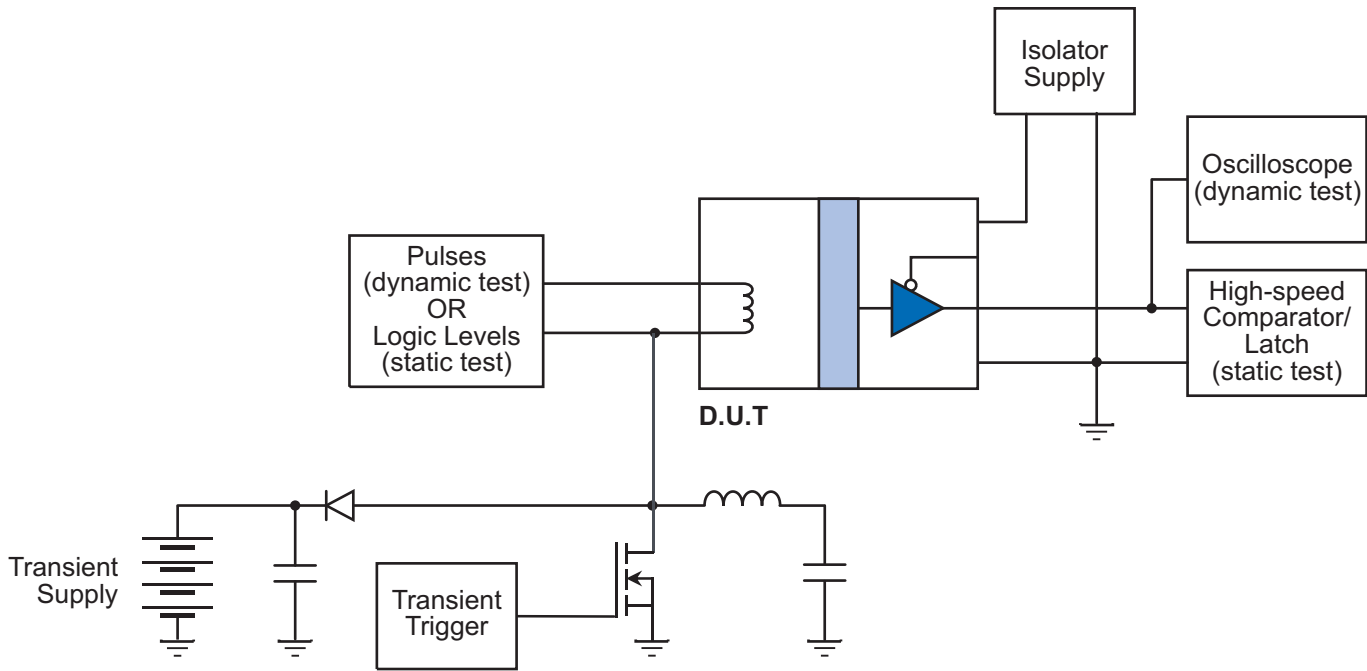 Isolator
Supply
Oscilloscope
(dynamic test)
Pulses
(dynamic test)
OR
Logic Levels
(static test)
High-speed
Comparator/
Latch
(static test)
D.U.T
Transient
Supply
Transient
Trigger